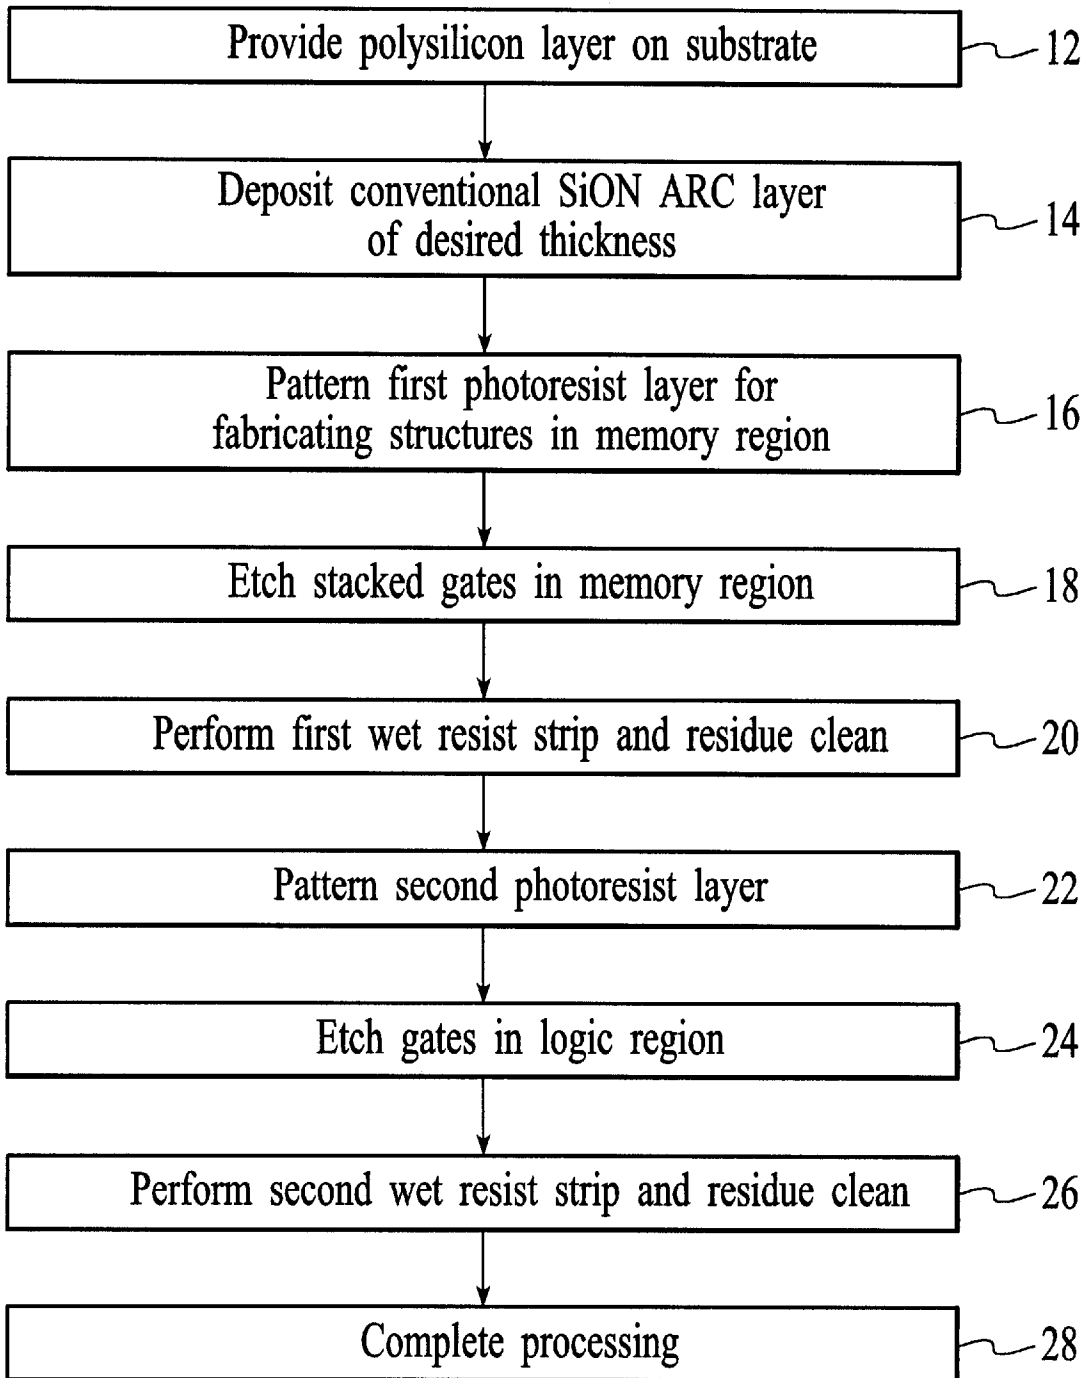 Provide polysilicon layer on substrate
12
Deposit conventional SiON ARC layer
of desired thickness
14
Pattern first photoresist layer for
fabricating structures in memory region
16
Etch stacked gates in memory region
18
Perform first wet resist strip and residue clean
20
Pattern second photoresist layer
22
Etch gates in logic region
24
Perform second wet resist strip and residue clean
26
Complete processing
28